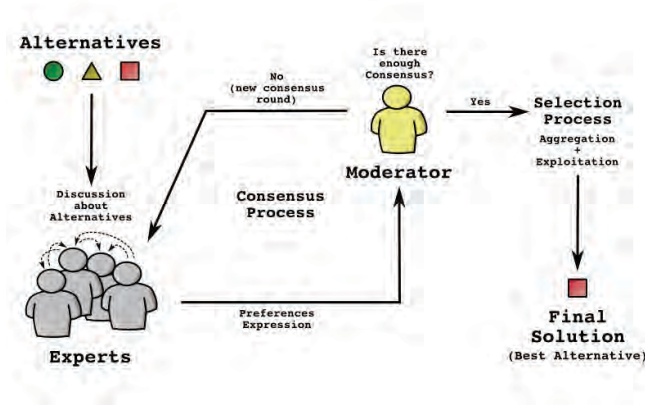 Alternatives
Discussion
about
Alternatives
Experts
No
(new consensus
round)
Consensus
Process
Preferences
Expression
Is there
enough
Consensus?
Moderator
Yes
Selection
Process
Aggregation
+
Exploitation
Final
Solution
(Best Alternative)